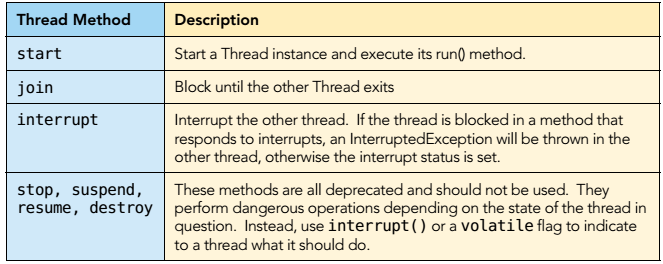 Thread Method Description
start Start a Thread instance and execute its run() method.
join Block until the other Thread exits
interrupt Interrupt the other thread. If the thread is blocked in a method that
responds to interrupts, an InterruptedException will be thrown in the
other thread, otherwise the interrupt status is set.
stop, suspend, These methods are all deprecated and should not be used. They
resume, destroy perform dangerous operations depending on the state of the thread in
question. Instead, use interrupt() or a volatile flag to indicate
to a thread what it should do.